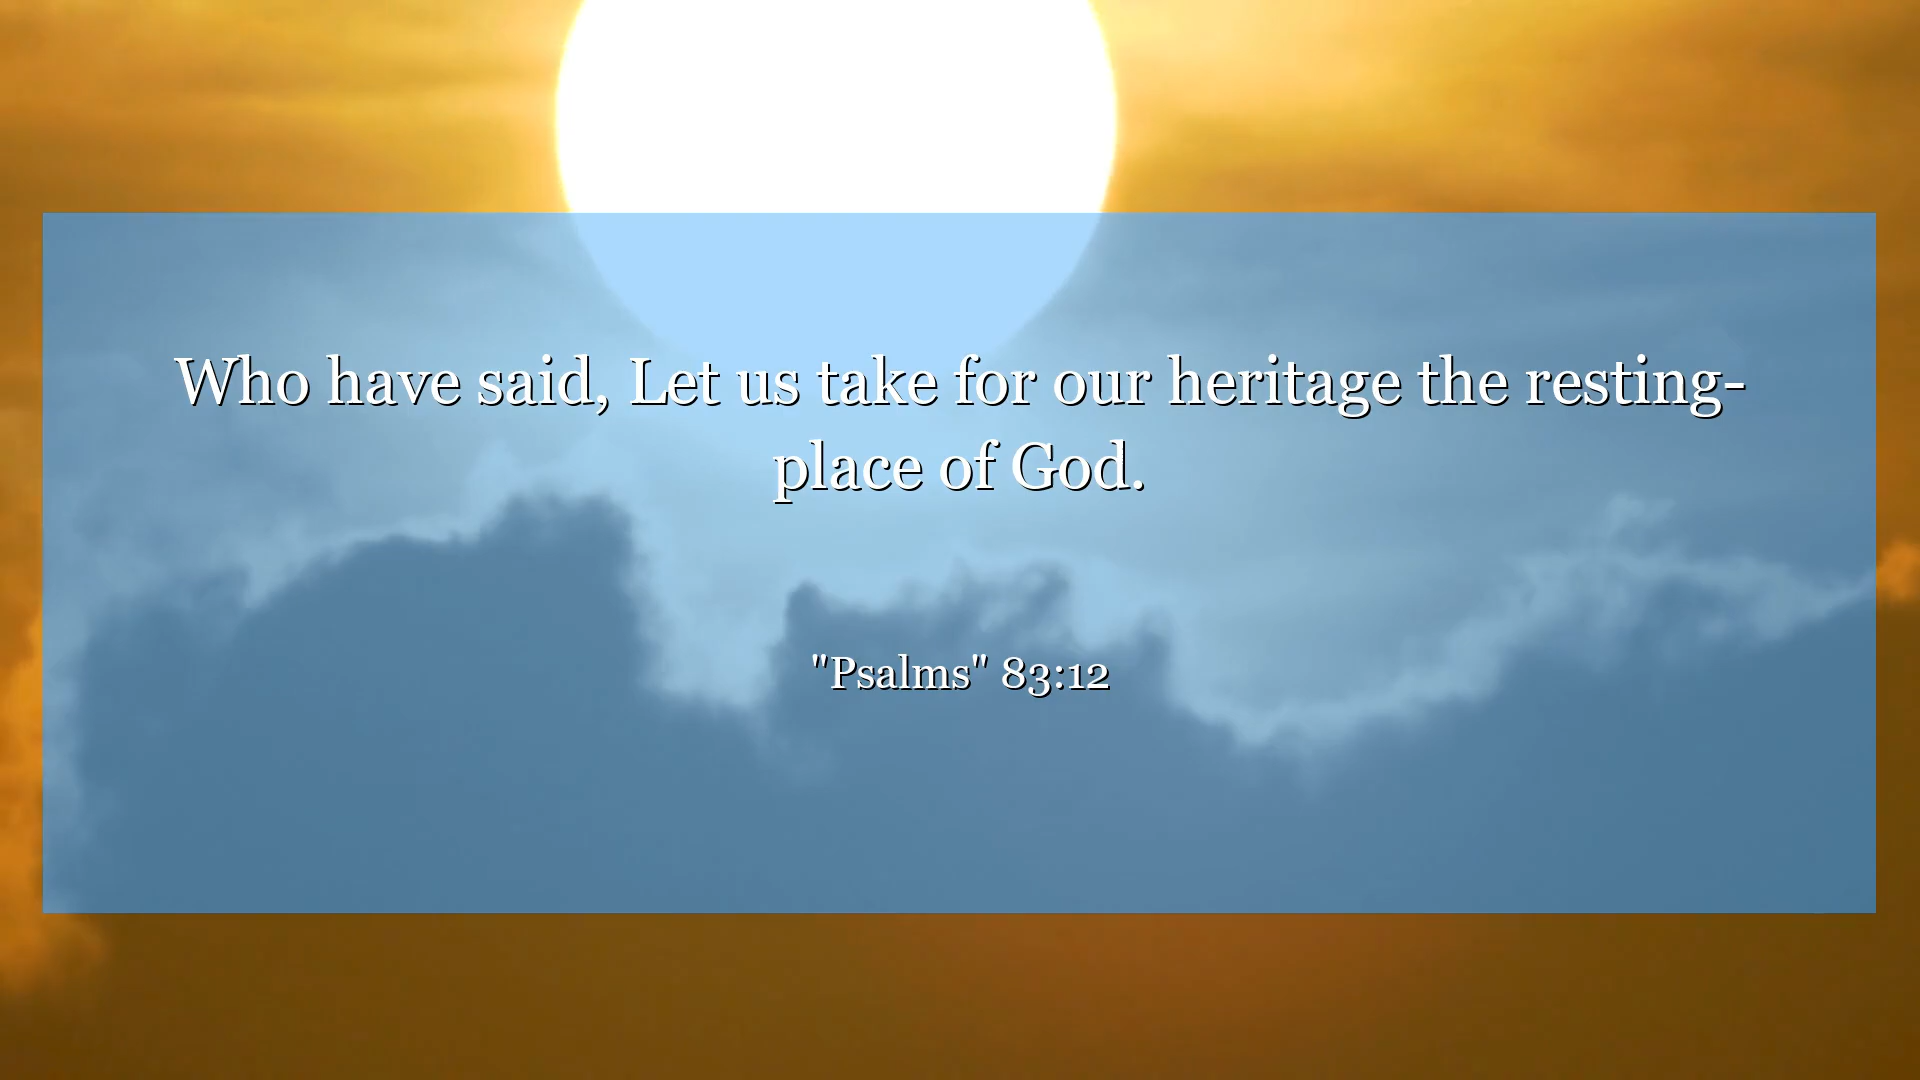 Who have said, Let us take for our heritage the resting-
place of God.
"Psalms" 83:12